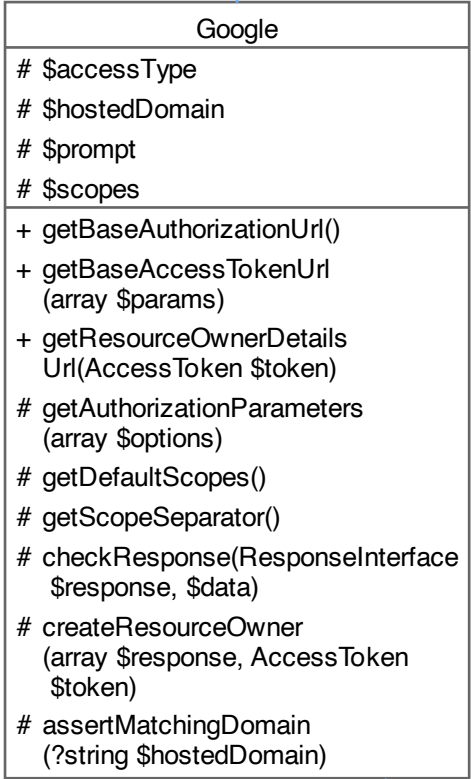 Google
# $accessType
# $hostedDomain
# $prompt
# $scopes
+ getBaseAuthorizationUrl()
+ getBaseAccessTokenUrl
(array $params)
+ getResourceOwnerDetails
Url(AccessToken $token)
# getAuthorizationParameters
(array $options)
# getDefaultScopes()
# getScopeSeparator()
# checkResponse(ResponseInterface
$response, $data)
# createResourceOwner
(array $response, AccessToken
$token)
# assertMatchingDomain
(?string $hostedDomain)